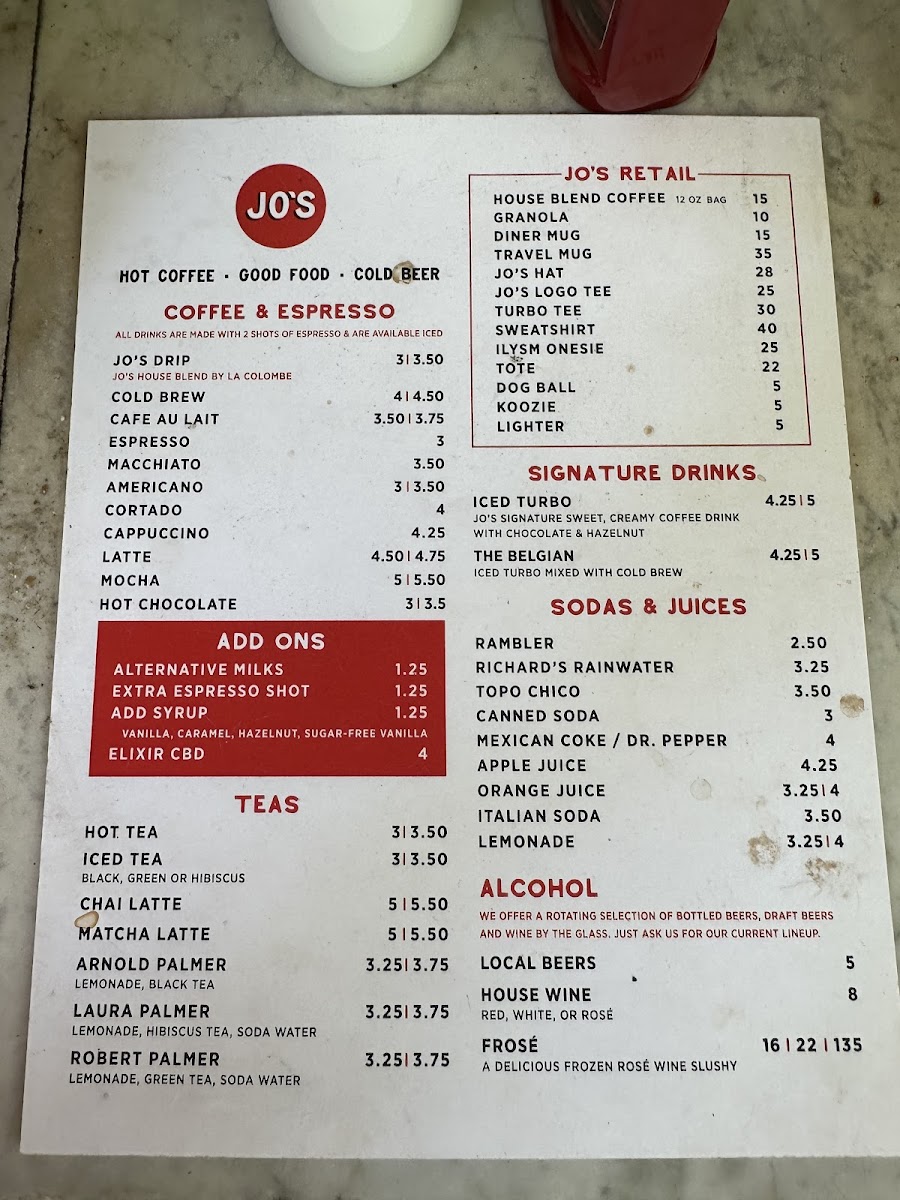 JO'S
HOT COFFEE · GOOD FOOD · COLD BEER
COFFEE & ESPRESSO
ALL DRINKS ARE MADE WITH 2 SHOTS OF ESPRESSO & ARE AVAILABLE ICED
JO'S DRIP 3|3.50
JO'S HOUSE BLEND BY LA COLOMBE
COLD BREW 4|4.50
CAFE AU LAIT 3.50|3.75
ESPRESSO 3
MACCHIATO 3.50
AMERICANO 3|3.50
CORTADO 4
CAPPUCCINO 4.25
LATTE 4.50|4.75
MOCHA 5|5.50
HOT CHOCOLATE 3|3.5
ADD ONS
ALTERNATIVE MILKS 1.25
EXTRA ESPRESSO SHOT 1.25
ADD SYRUP 1.25
VANILLA, CARAMEL, HAZELNUT, SUGAR-FREE VANILLA
ELIXIR CBD 4
TEAS
HOT TEA 3|3.50
ICED TEA 3|3.50
BLACK, GREEN OR HIBISCUS
CHAI LATTE 5|5.50
MATCHA LATTE 5|5.50
ARNOLD PALMER 3.25|3.75
LEMONADE, BLACK TEA
LAURA PALMER 3.25|3.75
LEMONADE, HIBISCUS TEA, SODA WATER
ROBERT PALMER 3.25|3.75
LEMONADE, GREEN TEA, SODA WATER
JO'S RETAIL
HOUSE BLEND COFFEE 12 OZ BAG 15
GRANOLA 10
DINER MUG 15
TRAVEL MUG 35
JO'S HAT 28
JO'S LOGO TEE 25
TURBO TEE 30
SWEATSHIRT 40
ILYSM ONESIE 25
TOTE 22
DOG BALL 5
KOOZIE 5
LIGHTER 5
SIGNATURE DRINKS
ICED TURBO 4.25|5
JO'S SIGNATURE SWEET, CREAMY COFFEE DRINK
WITH CHOCOLATE & HAZELNUT
THE BELGIAN 4.25|5
ICED TURBO MIXED WITH COLD BREW
SODAS & JUICES
RAMBLER 2.50
RICHARD'S RAINWATER 3.25
TOPO CHICO 3.50
CANNED SODA 3
MEXICAN COKE / DR. PEPPER 4
APPLE JUICE 4.25
ORANGE JUICE 3.25|4
ITALIAN SODA 3.50
LEMONADE 3.25|4
ALCOHOL
WE OFFER A ROTATING SELECTION OF BOTTLED BEERS, DRAFT BEERS
AND WINE BY THE GLASS. JUST ASK US FOR OUR CURRENT LINEUP.
LOCAL BEERS 5
HOUSE WINE 8
RED, WHITE, OR ROSÉ
FROSÉ 16 | 22 | 135
A DELICIOUS FROZEN ROSÉ WINE SLUSHY